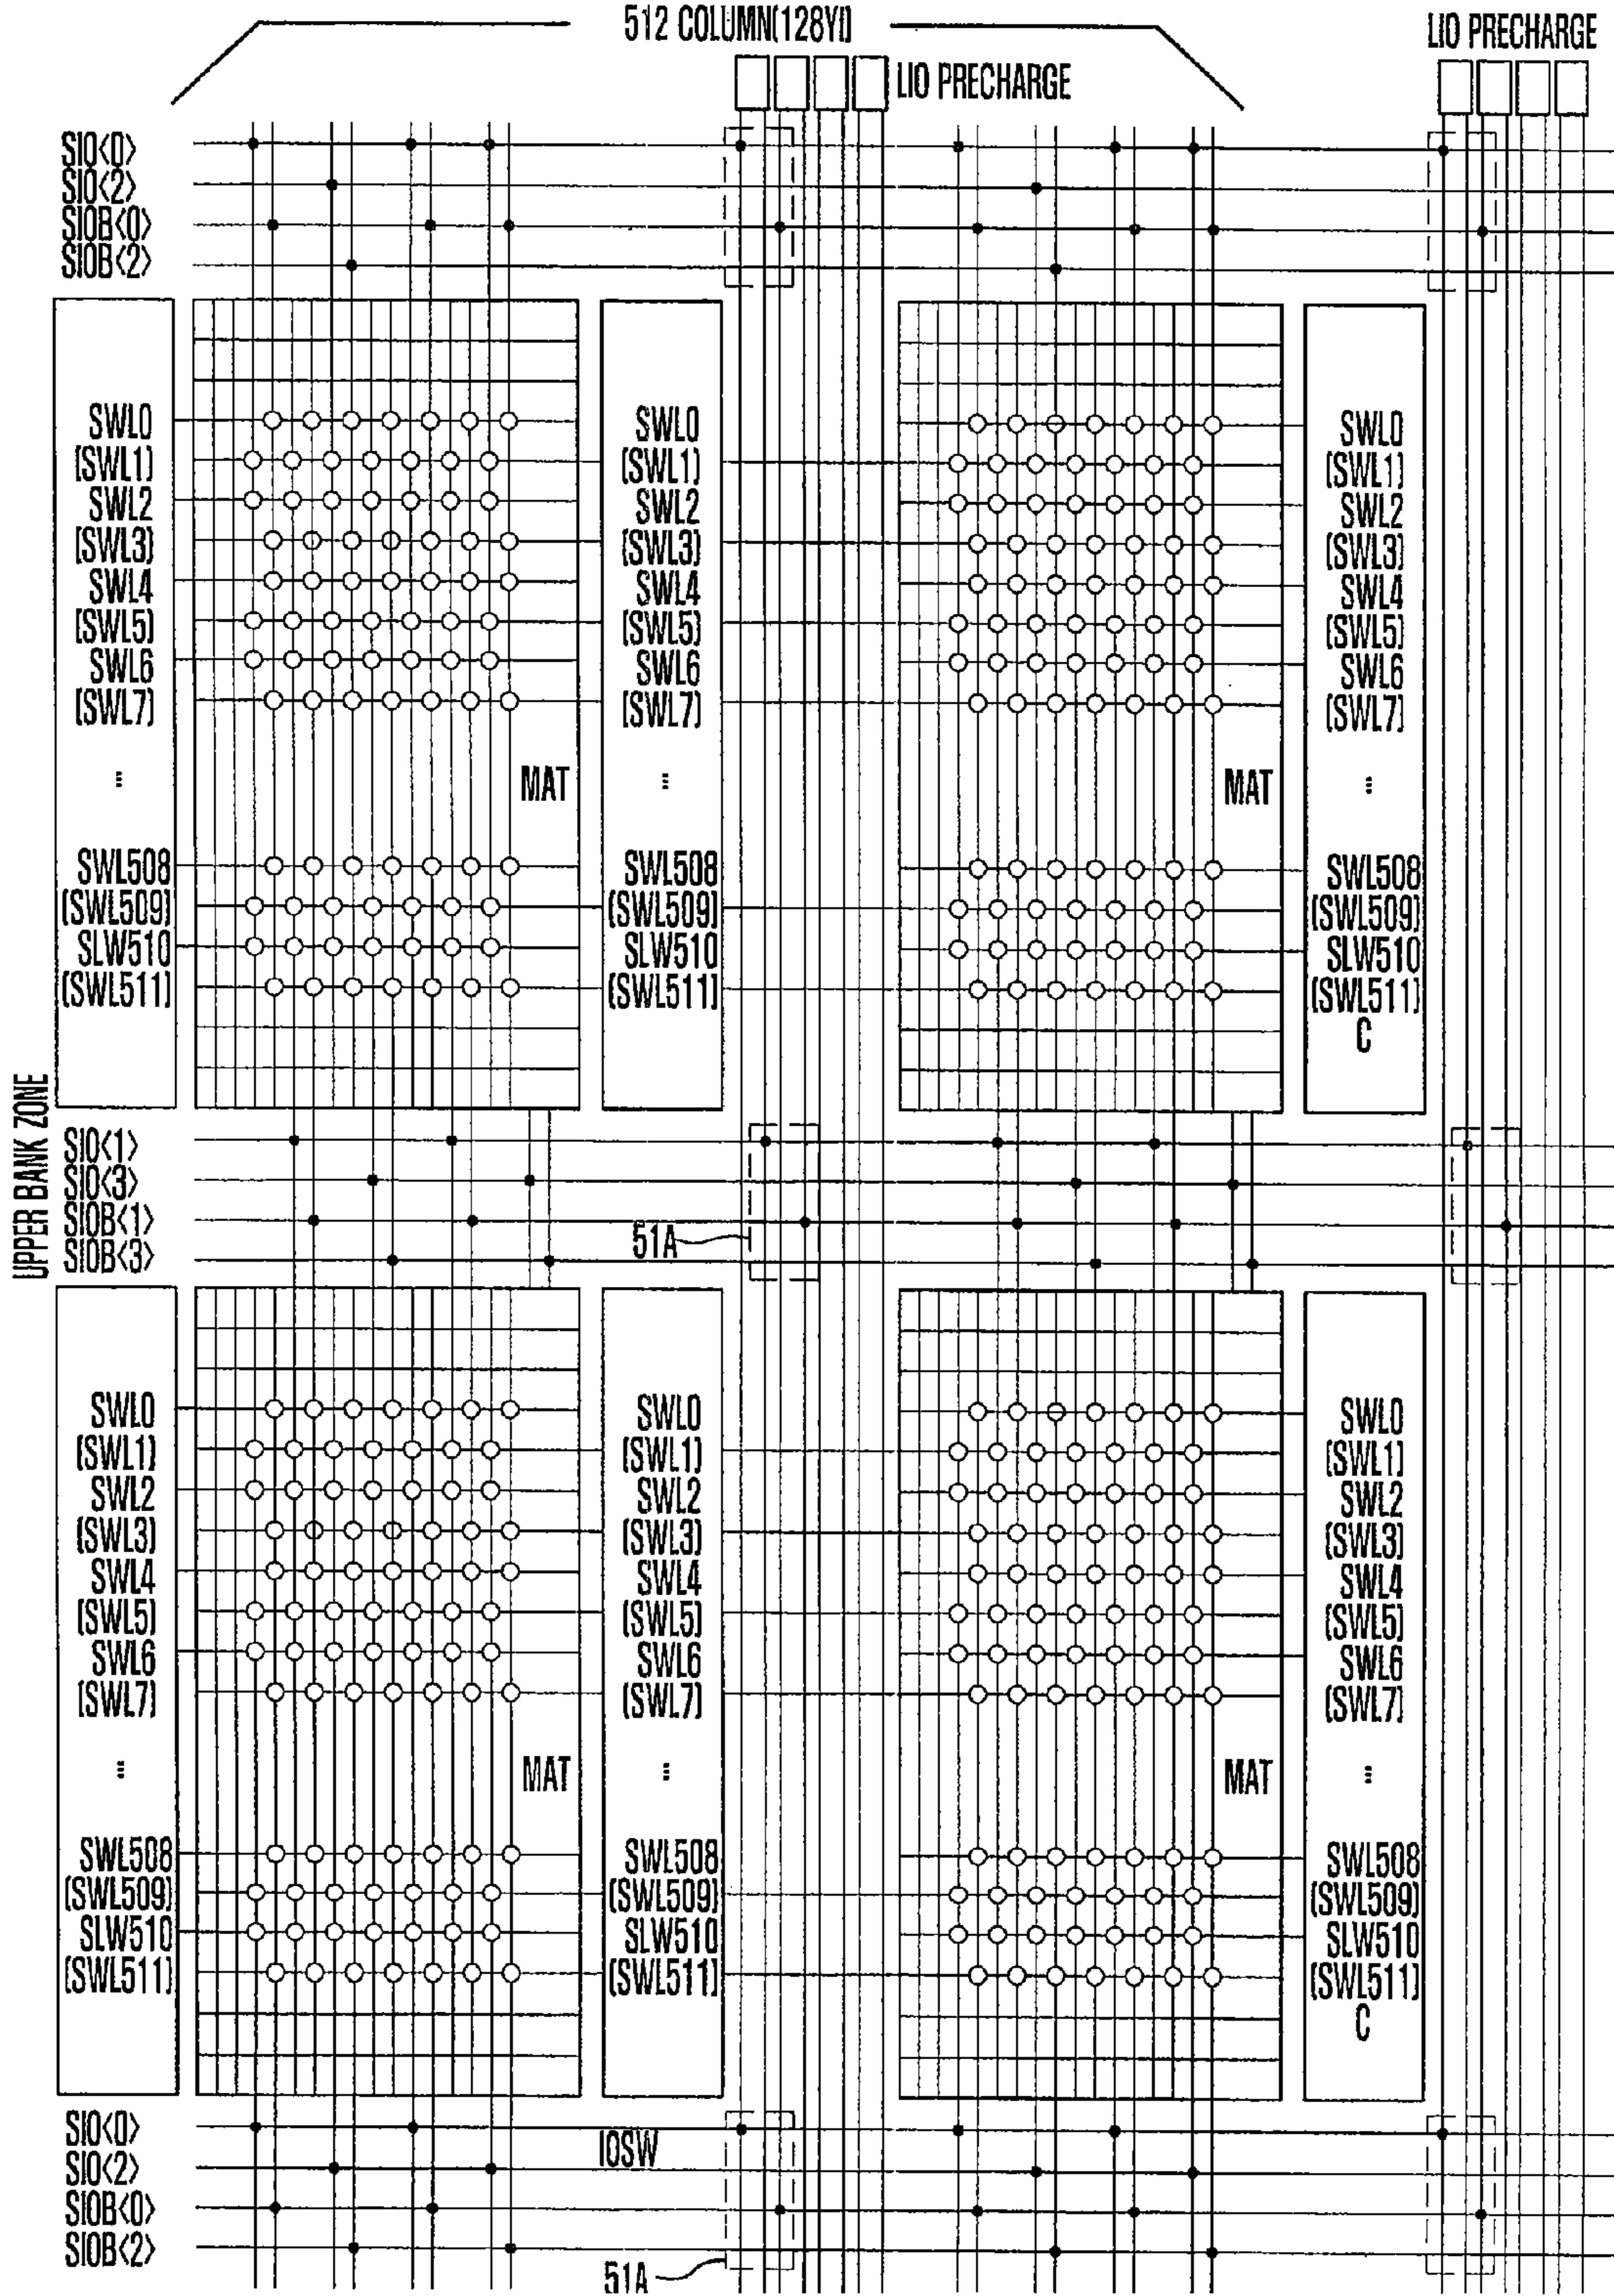 512 COLUMN(128YI)
LIO PRECHARGE
LIO PRECHARGE
SIO<0>
SIO<2>
SIOB<0>
SIOB<2>
SWL0
(SWL1)
SWL2
(SWL3)
SWL4
(SWL5)
SWL6
(SWL7)
...
SWL508
(SWL509)
SLW510
(SWL511)
MAT
SWL0
(SWL1)
SWL2
(SWL3)
SWL4
(SWL5)
SWL6
(SWL7)
...
SWL508
(SWL509)
SLW510
(SWL511)
MAT
SWL0
(SWL1)
SWL2
(SWL3)
SWL4
(SWL5)
SWL6
(SWL7)
...
SWL508
(SWL509)
SLW510
(SWL511)
C
UPPER BANK ZONE
SIO<1>
SIO<3>
SIOB<1>
SIOB<3>
51A
SWL0
(SWL1)
SWL2
(SWL3)
SWL4
(SWL5)
SWL6
(SWL7)
...
SWL508
(SWL509)
SLW510
(SWL511)
MAT
SWL0
(SWL1)
SWL2
(SWL3)
SWL4
(SWL5)
SWL6
(SWL7)
...
SWL508
(SWL509)
SLW510
(SWL511)
MAT
SWL0
(SWL1)
SWL2
(SWL3)
SWL4
(SWL5)
SWL6
(SWL7)
...
SWL508
(SWL509)
SLW510
(SWL511)
C
SIO<0>
SIO<2>
SIOB<0>
SIOB<2>
IOSW
51A